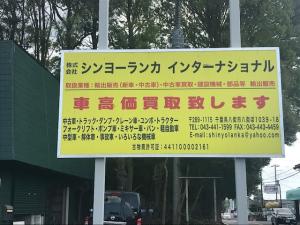 株式会社 シンヨーランカ インターナショナル
取扱業種:輸出販売(新車・中古車)・中古車買取・建設機械・部品等 輸出販売
車高価買取致します
中古車・トラック・ダンプ・クレーン車・ユンボ・トラクター
フォークリフト・ポンプ車・ミキサー車・バン・軽自動車
中型車・解体車・事故車・いろいろな機械車
〒289-1115 千葉県八街市八街ほ1039-18
TEL:043-441-1599 FAX:043-443-4459
E-mail:shinyolanka@yahoo.com
古物商許可証:441100002161